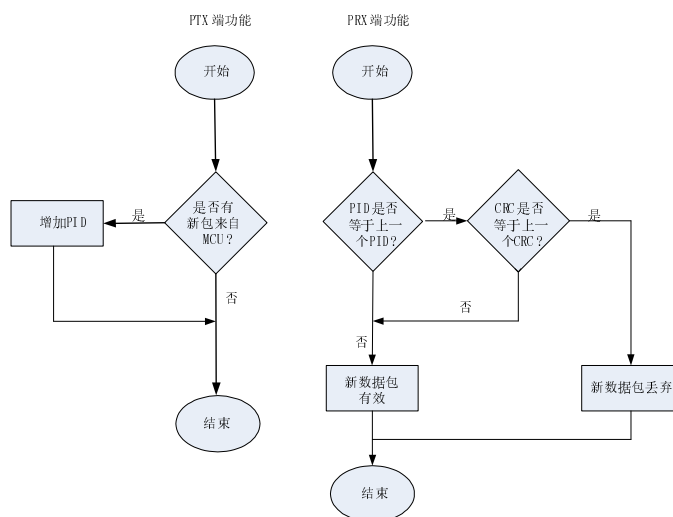 PTX 端功能
开始
是否有
新包来自
MCU？
是
增加PID
否
结束
PRX 端功能
开始
PID是否
等于上一
个PID?
是
CRC是否
等于上一
个CRC？
是
否
否
新数据包
有效
新数据包丢弃
结束